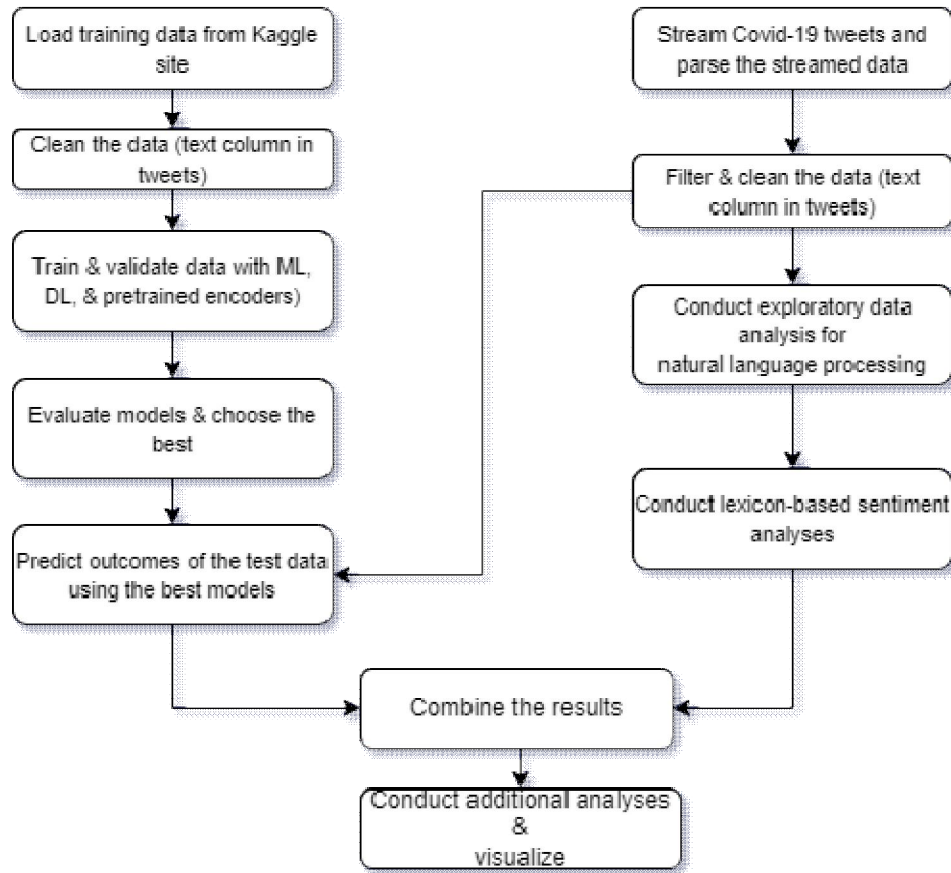 Load training data from Kaggle
site
Clean the data (text column in
tweets)
Train & validate data with ML,
DL, & pretrained encoders)
Evaluate models & choose the
best
Predict outcomes of the test data
using the best models
Stream Covid-19 tweets and
parse the streamed data
Filter & clean the data (text
column in tweets)
Conduct exploratory data
analysis for
natural language processing
Conduct lexicon-based sentiment
analyses
Combine the results
Conduct additional analyses
&
visualize